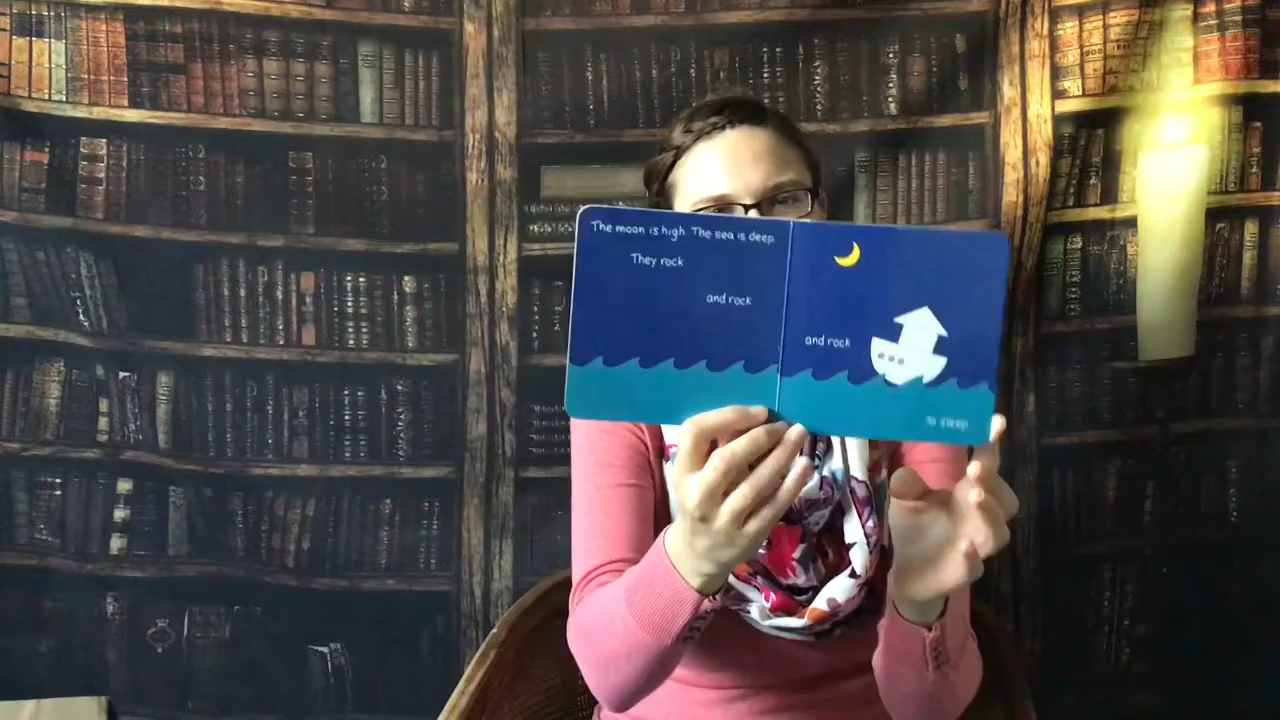 The moon is high. The sea is deep.
They rock
and rock
and rock
to sleep.